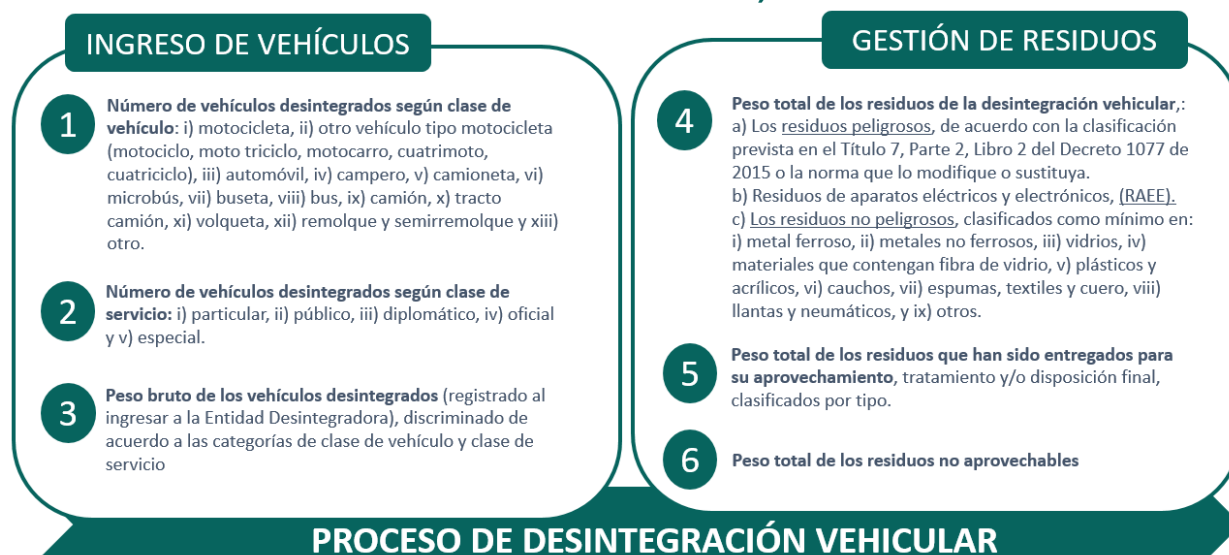 INGRESO DE VEHÍCULOS
1
Número de vehículos desintegrados según clase de
vehículo: i) motocicleta, ii) otro vehículo tipo motocicleta
(motociclo, moto triciclo, motocarro, cuatrimoto,
cuatriciclo), iii) automóvil, iv) campero, v) camioneta, vi)
microbús, vii) buseta, viii) bus, ix) camión, x) tracto
camión, xi) volqueta, xii) remolque y semirremolque y xiii)
otro.
2
Número de vehículos desintegrados según clase de
servicio: i) particular, ii) público, iii) diplomático, iv) oficial
y v) especial.
3
Peso bruto de los vehículos desintegrados (registrado al
ingresar a la Entidad Desintegradora), discriminado de
acuerdo a las categorías de clase de vehículo y clase de
servicio
GESTIÓN DE RESIDUOS
4
Peso total de los residuos de la desintegración vehicular,:
a) Los residuos peligrosos, de acuerdo con la clasificación
prevista en el Título 7, Parte 2, Libro 2 del Decreto 1077 de
2015 o la norma que lo modifique o sustituya.
b) Residuos de aparatos eléctricos y electrónicos, (RAEE).
c) Los residuos no peligrosos, clasificados como mínimo en:
i) metal ferroso, ii) metales no ferrosos, iii) vidrios, iv)
materiales que contengan fibra de vidrio, v) plásticos y
acrílicos, vi) cauchos, vii) espumas, textiles y cuero, viii)
llantas y neumáticos, y ix) otros.
5
Peso total de los residuos que han sido entregados para
su aprovechamiento, tratamiento y/o disposición final,
clasificados por tipo.
6
Peso total de los residuos no aprovechables
PROCESO DE DESINTEGRACIÓN VEHICULAR